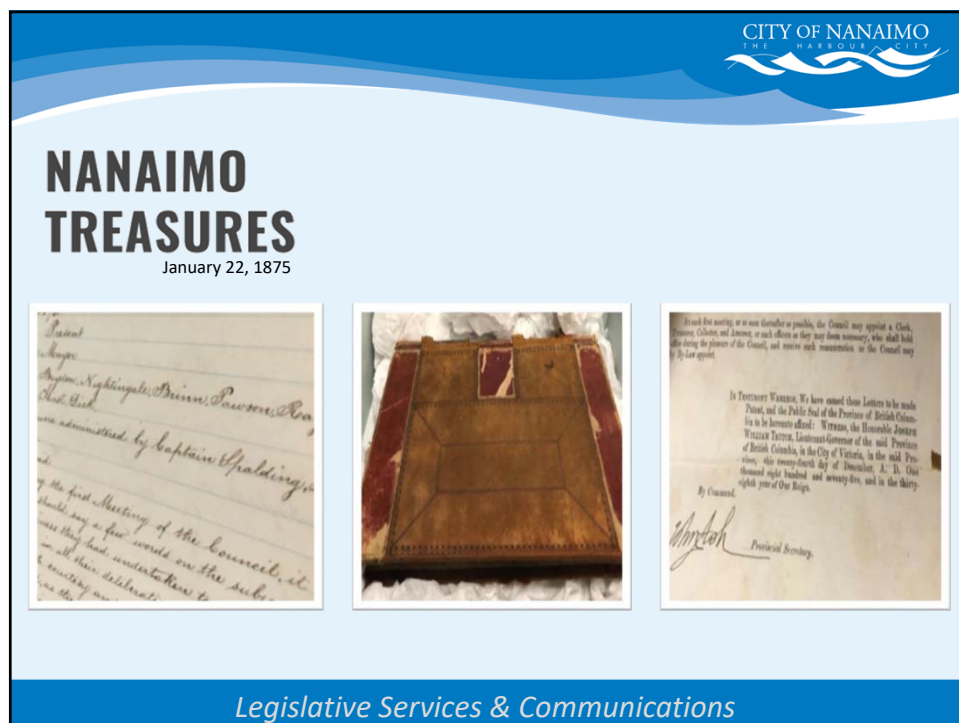 CITY OF NANAIMO
THE HARBOUR CITY
NANAIMO
TREASURES
January 22, 1875
Present
Mayor
Bryden, Nightingale, Brinn, Pawson, 
Dick
administered by Captain Spalding,
the first Meeting of the Council, it
should say a few words on the
they had undertaken to
in all their
At such first meeting, or as soon thereafter as possible, the Council may appoint a Clerk,
Treasurer, Collector, and Assessor, or such officers as they may deem necessary, who shall hold
office during the pleasure of the Council, and receive such remuneration as the Council may
by By-Law appoint.
IN TESTIMONY WHEREOF, We have caused these Letters to be made
Patent, and the Public Seal of the Province of British Colum-
bia to be hereunto affixed: WITNESS, the Honorable JOSEPH
WILLIAM TRUTCH, Lieutenant-Governor of the said Province
of British Columbia, in the City of Victoria, in the said Pro-
vince, this twenty-fourth day of December, A. D. One
thousand eight hundred and seventy-five, and in the thirty-
eighth year of Our Reign.
By Command.
Provincial Secretary.
Legislative Services & Communications